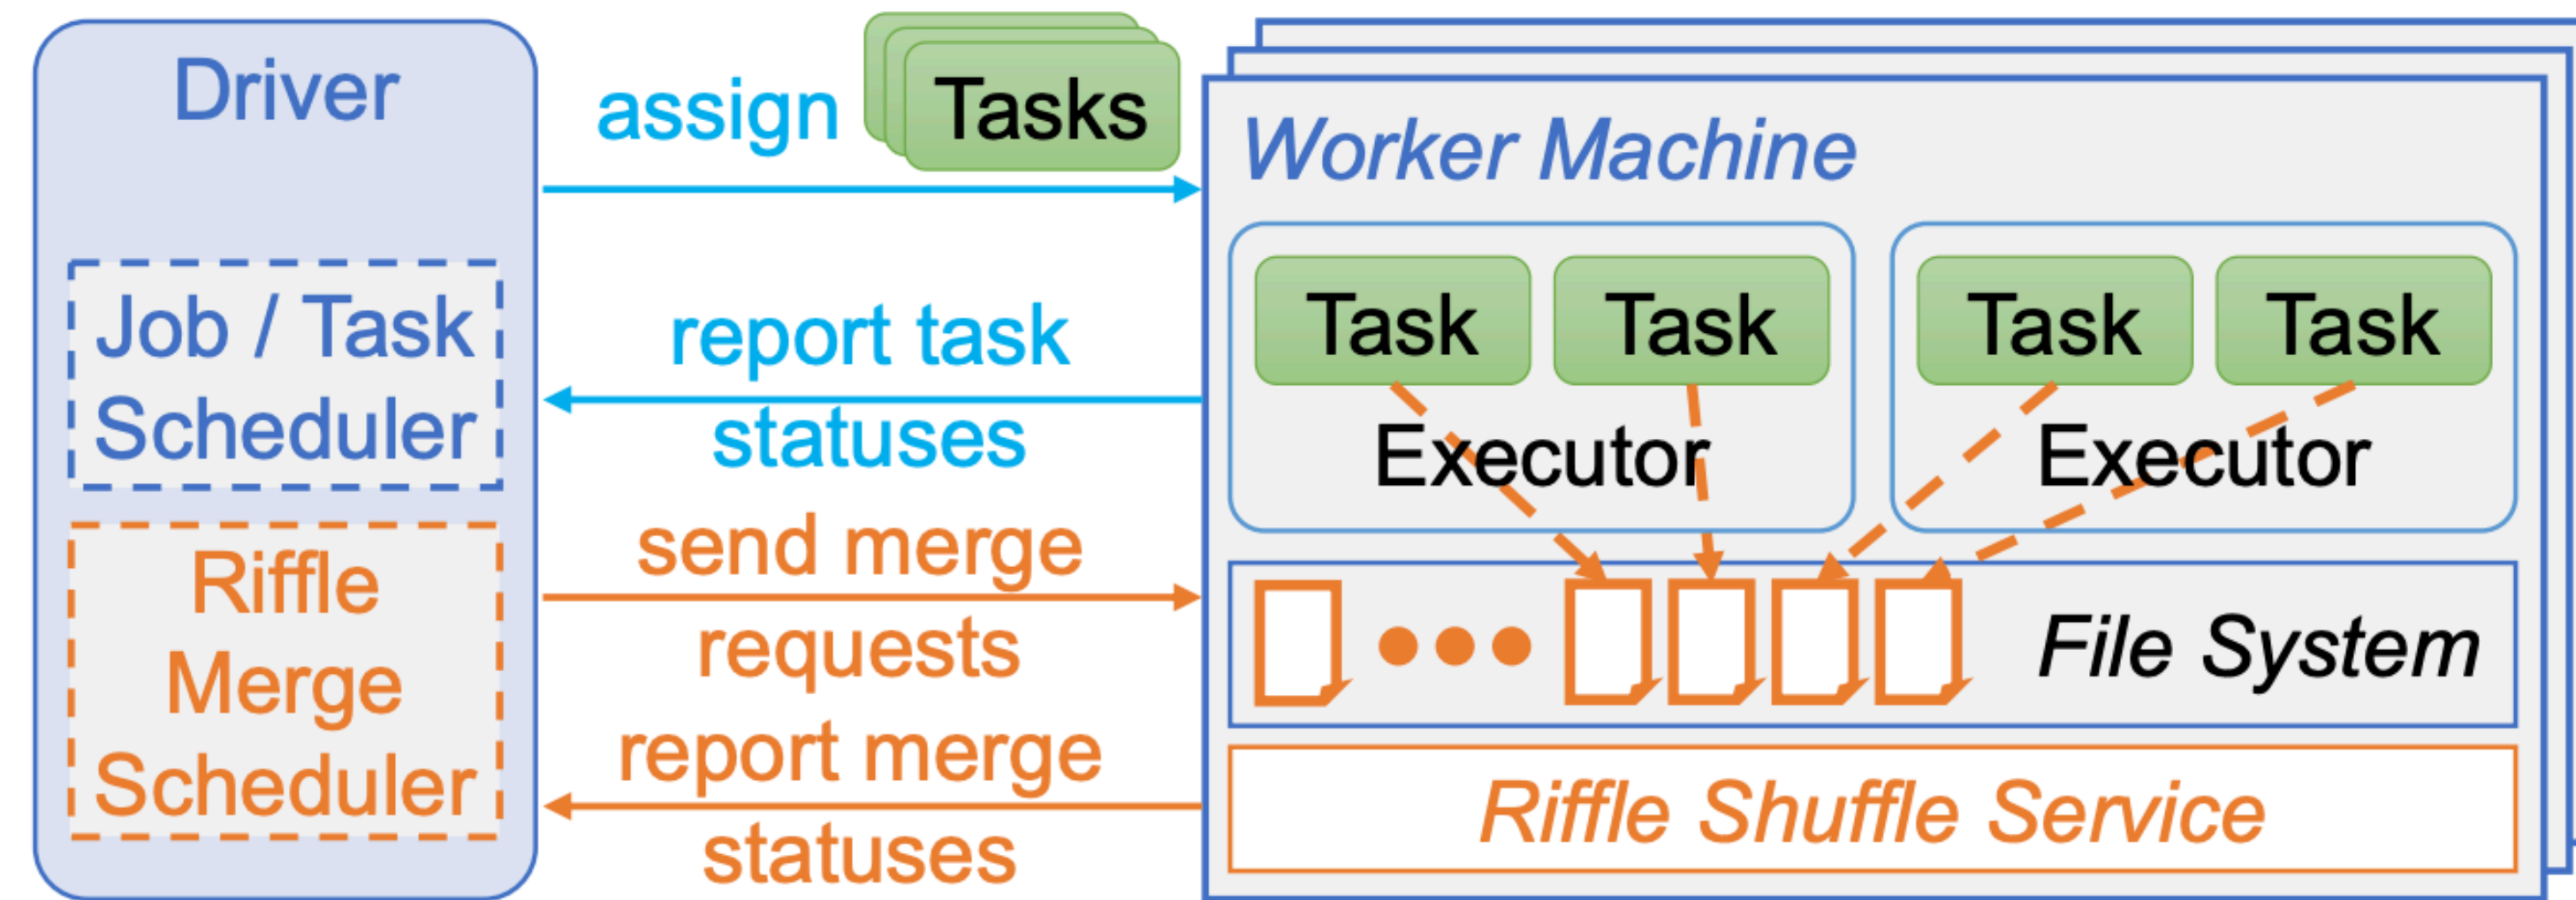 Driver
Job / Task
Scheduler
Riffle
Merge
Scheduler
assign
Tasks
report task
statuses
send merge
requests
report merge
statuses
Worker Machine
Task
Task
Executor
Task
Task
Executor
File System
Riffle Shuffle Service